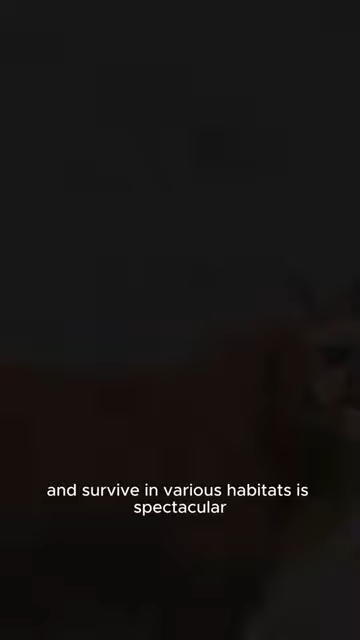 and survive in various habitats is
spectacular